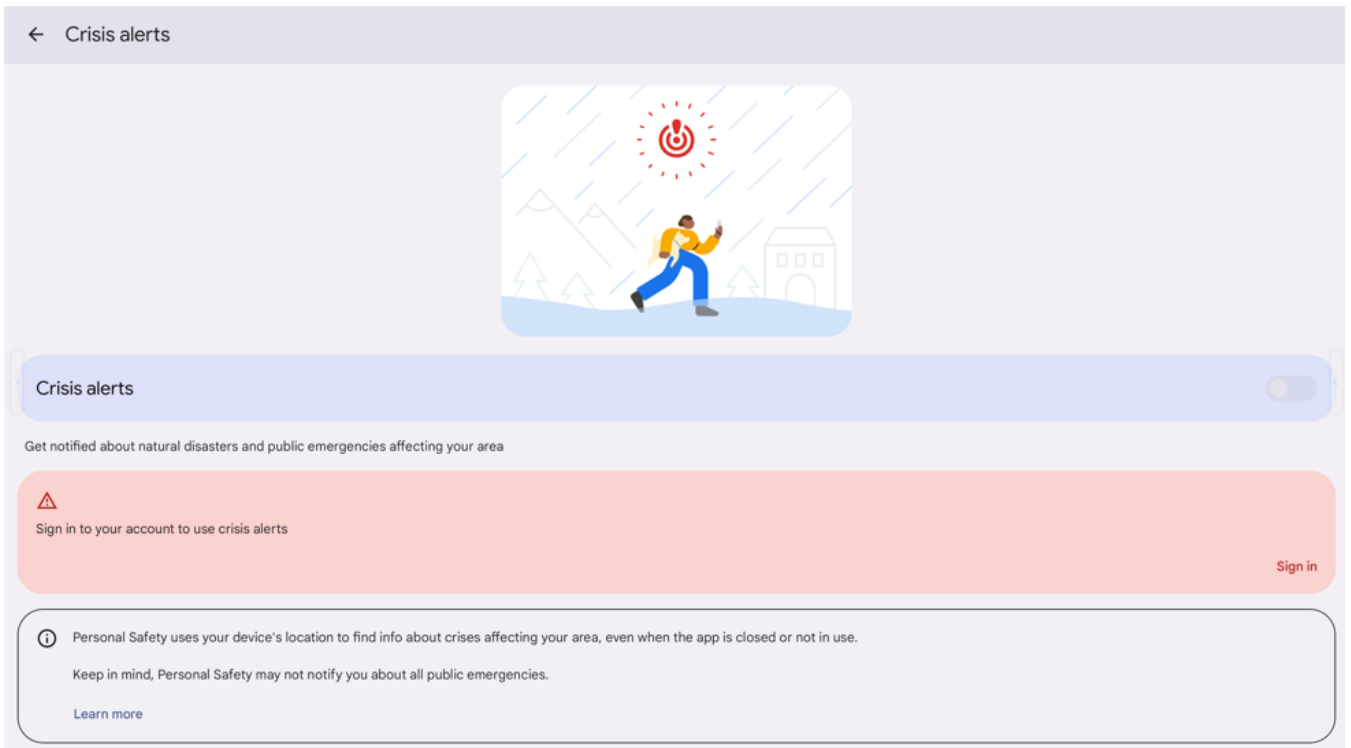 Crisis alerts
Crisis alerts
Get notified about natural disasters and public emergencies affecting your area
Sign in to your account to use crisis alerts
Sign in
Personal Safety uses your device's location to find info about crises affecting your area, even when the app is closed or not in use.
Keep in mind, Personal Safety may not notify you about all public emergencies.
Learn more